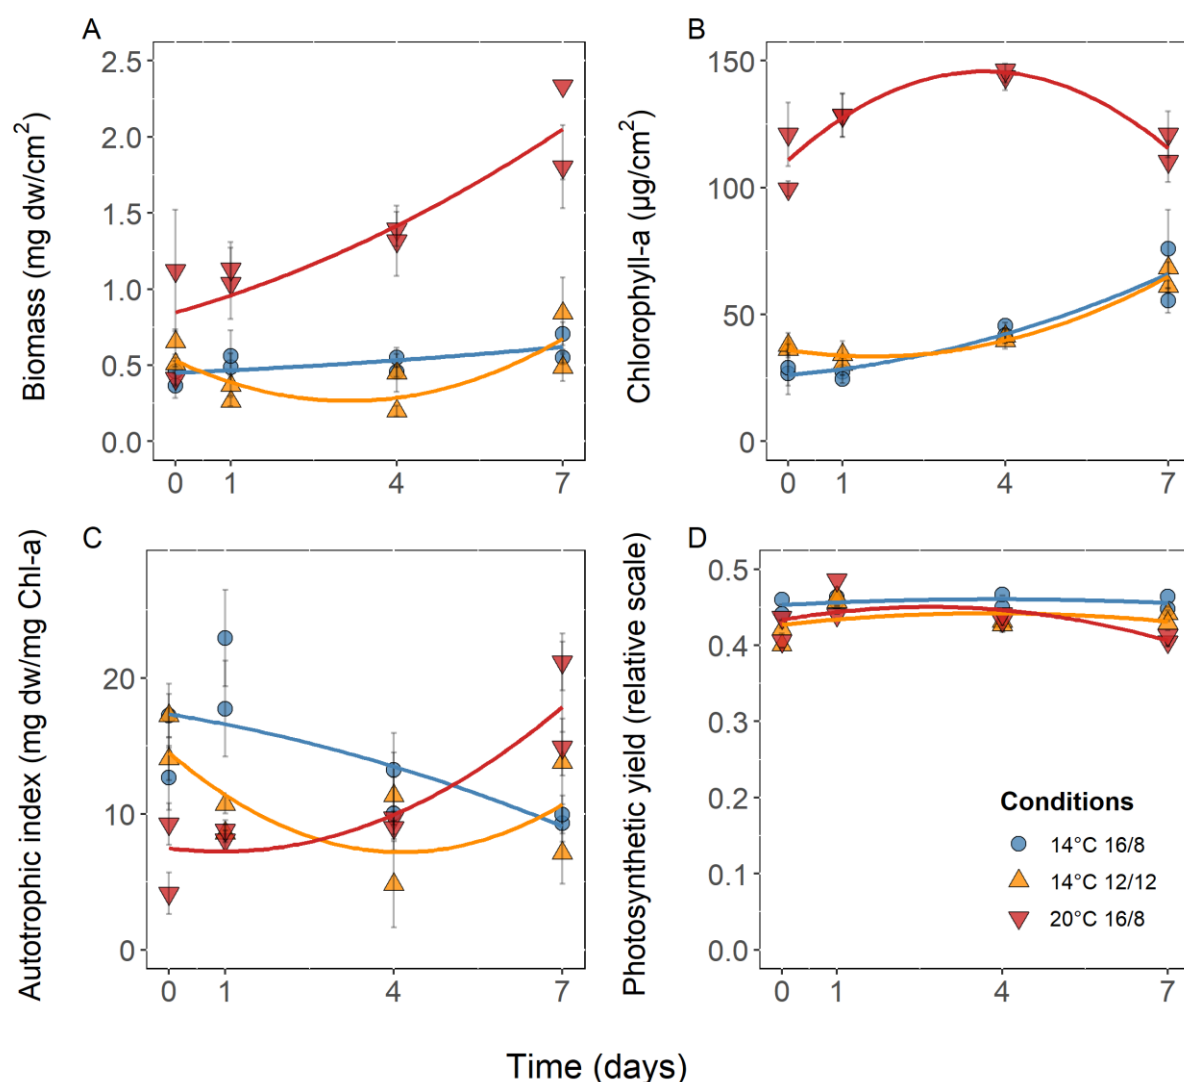 A
Biomass (mg dw/cm²)
2.5
2.0
1.5
1.0
0.5
0.0
0 1 4 7
B
Chlorophyll-a (µg/cm²)
150
100
50
0
0 1 4 7
C
Autotrophic index (mg dw/mg Chl-a)
20
10
0
0 1 4 7
D
Photosynthetic yield (relative scale)
0.5
0.4
0.3
0.2
0.1
0.0
0 1 4 7
Conditions
14°C 16/8
14°C 12/12
20°C 16/8
Time (days)